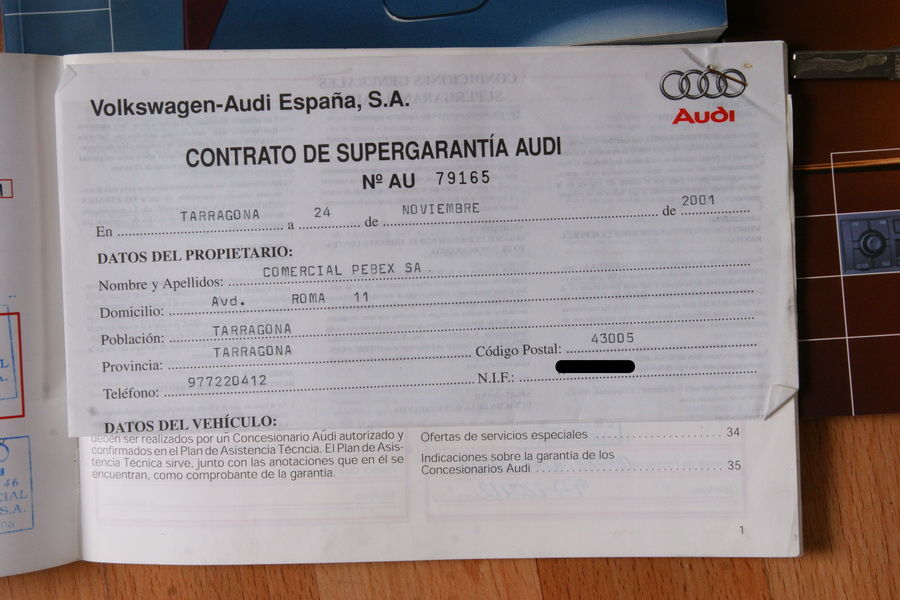 Volkswagen-Audi España, S.A.
Audi
CONTRATO DE SUPERGARANTÍA AUDI
Nº AU 79165
En TARRAGONA a 24 de NOVIEMBRE de 2001
DATOS DEL PROPIETARIO:
Nombre y Apellidos: COMERCIAL PEBEX SA.
Domicilio: Avd. ROMA 11
Población: TARRAGONA
Provincia: TARRAGONA Código Postal: 43005
Teléfono: 977220412 N.I.F.:
DATOS DEL VEHÍCULO:
deben ser realizados por un Concesionario Audi autorizado y
confirmados en el Plan de Asistencia Técnica. El Plan de Asis-
tencia Técnica sirve, junto con las anotaciones que en él se
encuentran, como comprobante de la garantía.
Ofertas de servicios especiales 34
Indicaciones sobre la garantía de los
Concesionarios Audi 35
1
46
CIAL
S.A.
na